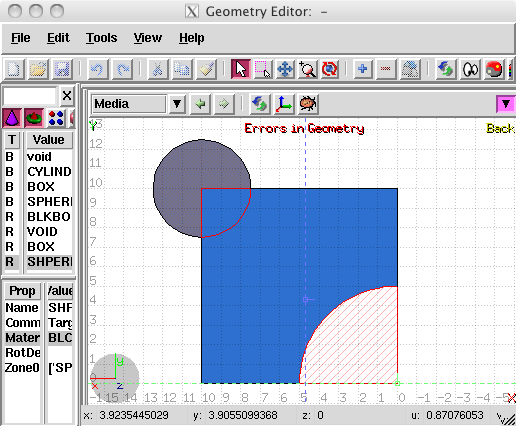 Geometry Editor: –
File Edit Tools View Help
X
Media
T Value
B void
B CYLIND
B BOX
B SPHERI
R BLKBO
R VOID
R BOX
R SHPERI
Prop /alue
Name SHF
Comm Targ
Mater BLC
RotDe
Zone0 ['SP
Y
Errors in Geometry
Back
13
12
11
10
9
8
7
6
5
4
3
2
1
15 14 13 12 11 10 9 8 7 6 5 4 3 2 1 0 -1 -2 -3 -4 -5
X
y
x
z
x: 3.9235445029 y: 3.9055099368 z: 0 u: 0.87076053 v